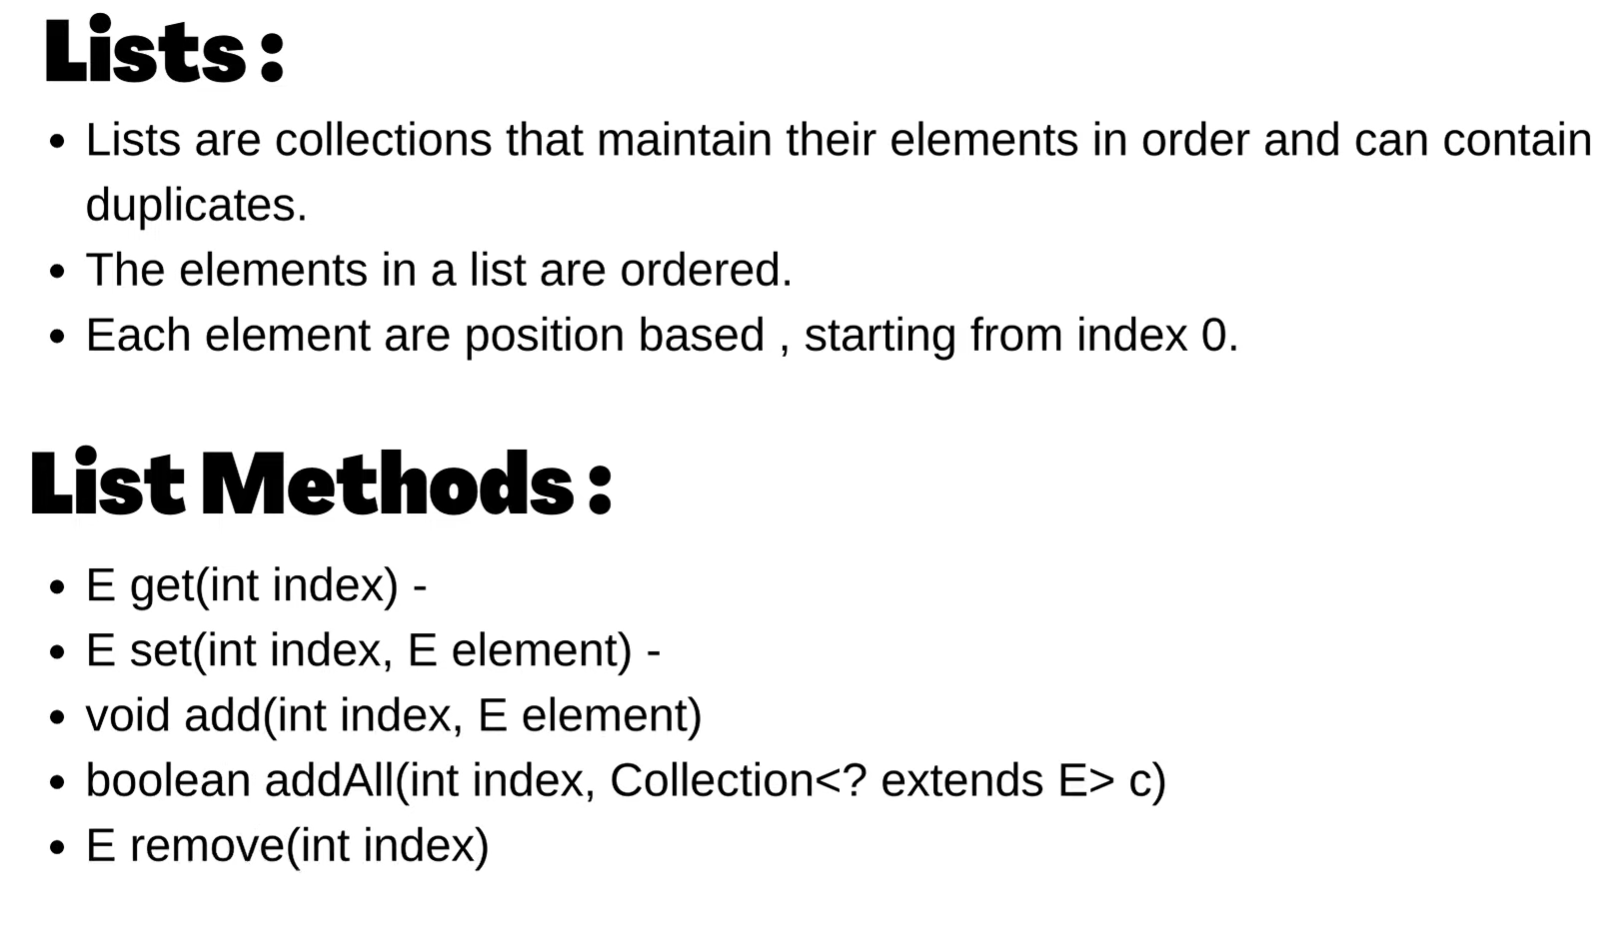 Lists :
• Lists are collections that maintain their elements in order and can contain
duplicates.
• The elements in a list are ordered.
• Each element are position based , starting from index 0.
List Methods :
• E get(int index) -
• E set(int index, E element) -
• void add(int index, E element)
• boolean addAll(int index, Collection<? extends E> c)
• E remove(int index)